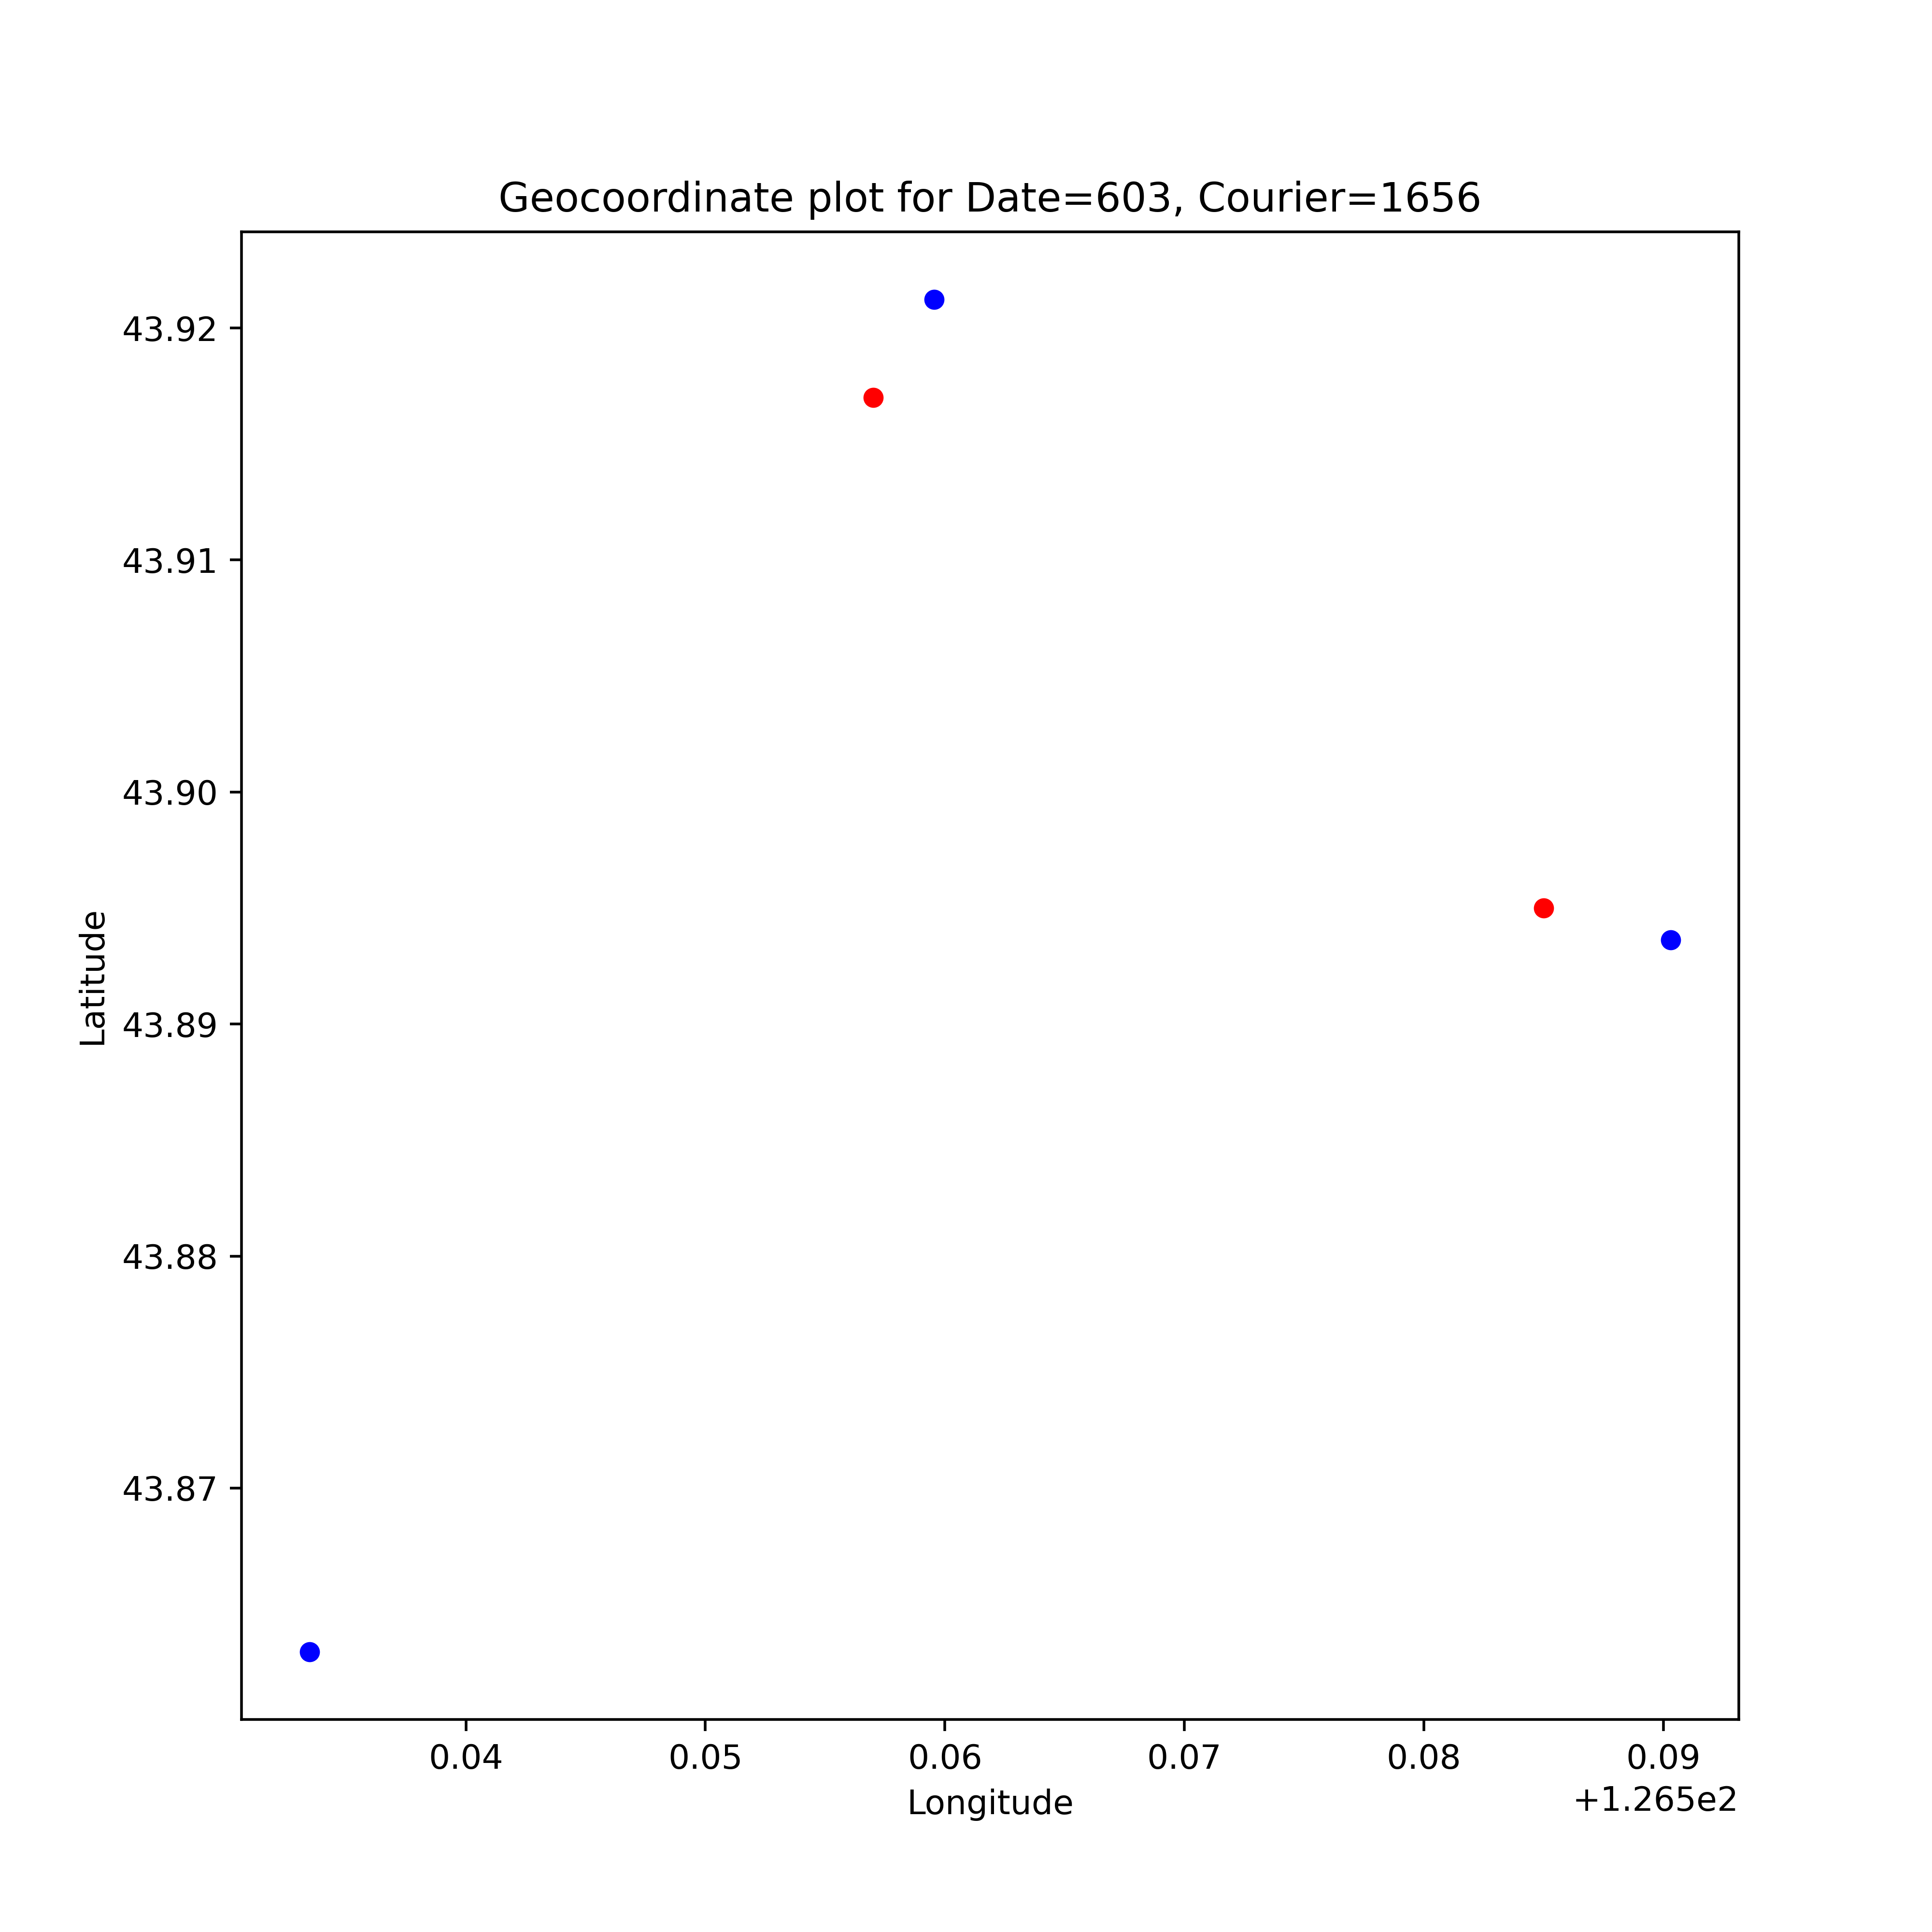 Geocoordinate plot for Date=603, Courier=1656
43.92
43.91
43.90
43.89
43.88
43.87
Latitude
0.04 0.05 0.06 0.07 0.08 0.09
Longitude
+1.265e2